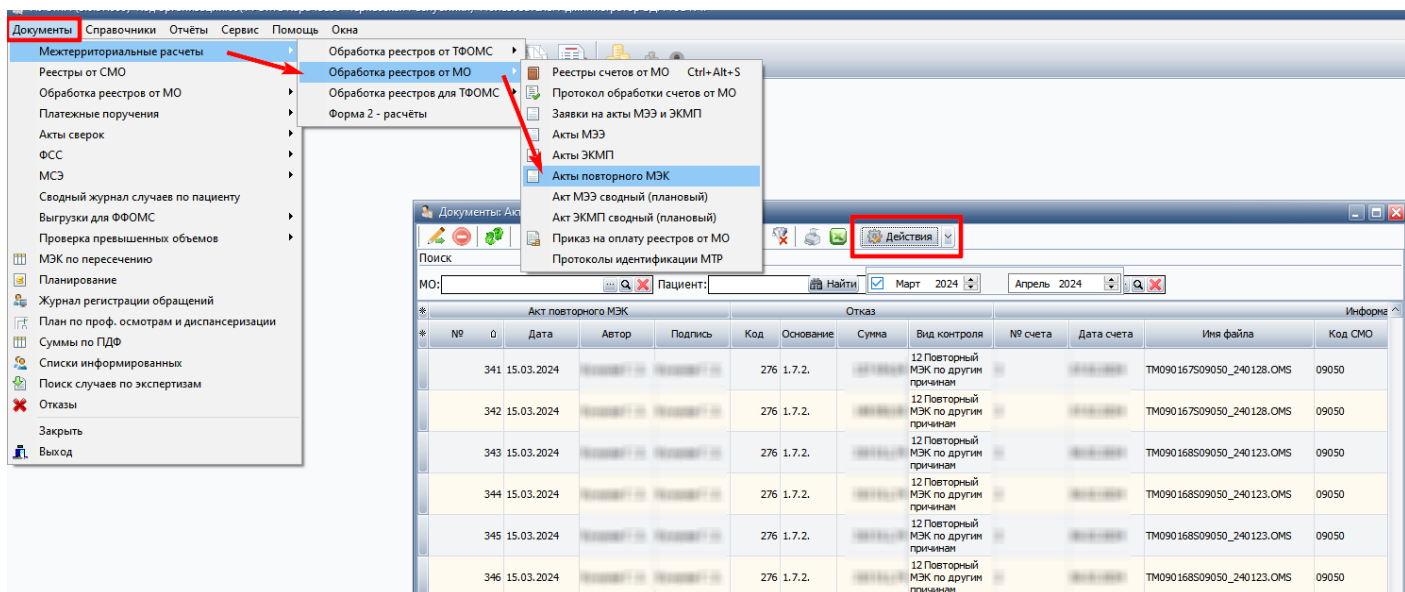 Документы Справочники Отчёты Сервис Помощь Окна
Межтерриториальные расчеты
Реестры от СМО
Обработка реестров от МО
Платежные поручения
Акты сверок
ФСС
МСЭ
Сводный журнал случаев по пациенту
Выгрузки для ФФОМС
Проверка превышенных объемов
МЭК по пересечению
Планирование
Журнал регистрации обращений
План по проф. осмотрам и диспансеризации
Суммы по ПДФ
Списки информированных
Поиск случаев по экспертизам
Отказы
Закрыть
Выход
Обработка реестров от ТФОМС
Обработка реестров от МО
Обработка реестров для ТФОМС
Форма 2 - расчёты
Реестры счетов от МО Ctrl+Alt+S
Протокол обработки счетов от МО
Заявки на акты МЭЭ и ЭКМП
Акты МЭЭ
Акты ЭКМП
Акты повторного МЭК
Акт МЭЭ сводный (плановый)
Акт ЭКМП сводный (плановый)
Приказ на оплату реестров от МО
Протоколы идентификации МТР
Документы: Ак
Действия
Поиск
МО: Пациент: Найти Март 2024 Апрель 2024
Акт повторного МЭК Отказ Информа
№ Дата Автор Подпись Код Основание Сумма Вид контроля № счета Дата счета Имя файла Код СМО
341 15.03.2024 276 1.7.2. 12 Повторный МЭК по другим причинам TM090167S09050_240128.OMS 09050
342 15.03.2024 276 1.7.2. 12 Повторный МЭК по другим причинам TM090167S09050_240128.OMS 09050
343 15.03.2024 276 1.7.2. 12 Повторный МЭК по другим причинам TM090168S09050_240123.OMS 09050
344 15.03.2024 276 1.7.2. 12 Повторный МЭК по другим причинам TM090168S09050_240123.OMS 09050
345 15.03.2024 276 1.7.2. 12 Повторный МЭК по другим причинам TM090168S09050_240123.OMS 09050
346 15.03.2024 276 1.7.2. 12 Повторный МЭК по другим причинам TM090168S09050_240123.OMS 09050